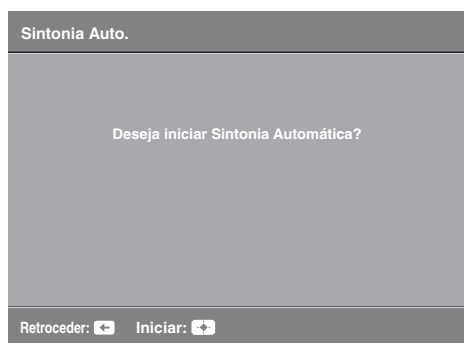 Sintonia Auto.
Deseja iniciar Sintonia Automática?
Retroceder: Iniciar: